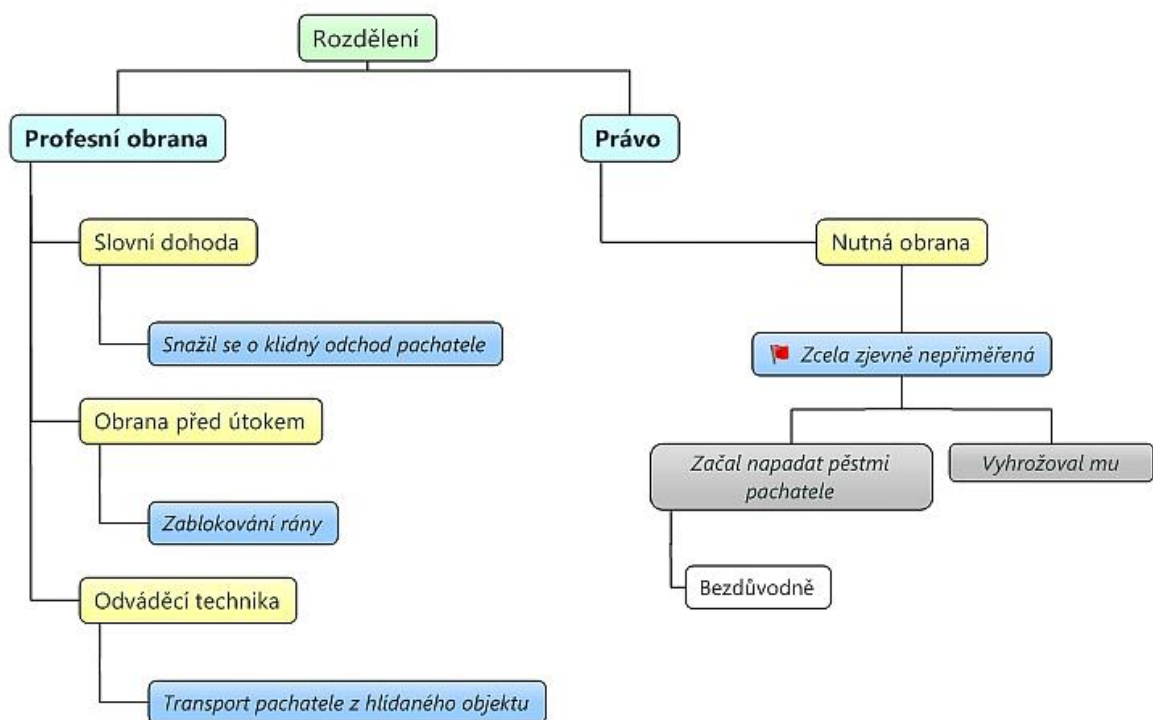 Rozdělení
Profesní obrana
Slovní dohoda
Snažil se o klidný odchod pachatele
Obrana před útokem
Zablokování rány
Odváděcí technika
Transport pachatele z hlídaného objektu
Právo
Nutná obrana
Zcela zjevně nepřiměřená
Začal napadat pěstmi
pachatele
Bezdůvodně
Vyhrožoval mu